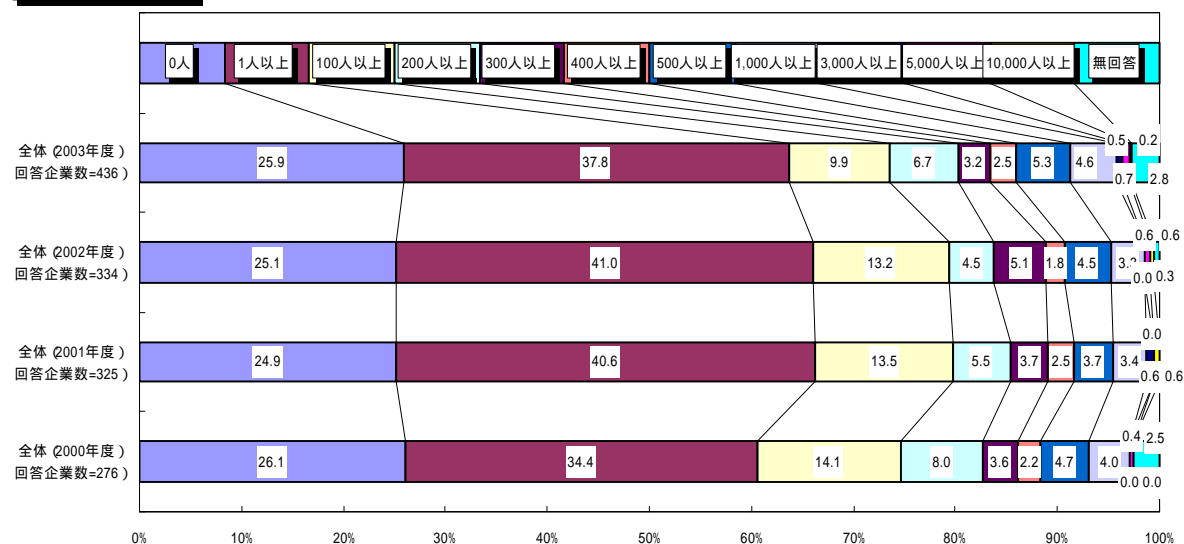 0人 1人以上 100人以上 200人以上 300人以上 400人以上 500人以上 1,000人以上 3,000人以上 5,000人以上 10,000人以上 無回答
全体(2003年度)
回答企業数=436)
25.9 37.8 9.9 6.7 3.2 2.5 5.3 4.6 0.5 0.2 0.7 2.8
全体(2002年度)
回答企業数=334)
25.1 41.0 13.2 4.5 5.1 1.8 4.5 0.6 0.6 0.0 0.3
全体(2001年度)
回答企業数=325)
24.9 40.6 13.5 5.5 3.7 2.5 3.7 3.4 0.0 0.6 0.6
全体(2000年度)
回答企業数=276)
26.1 34.4 14.1 8.0 3.6 2.2 4.7 4.0 0.4 2.5 0.0 0.0
0% 10% 20% 30% 40% 50% 60% 70% 80% 90% 100%